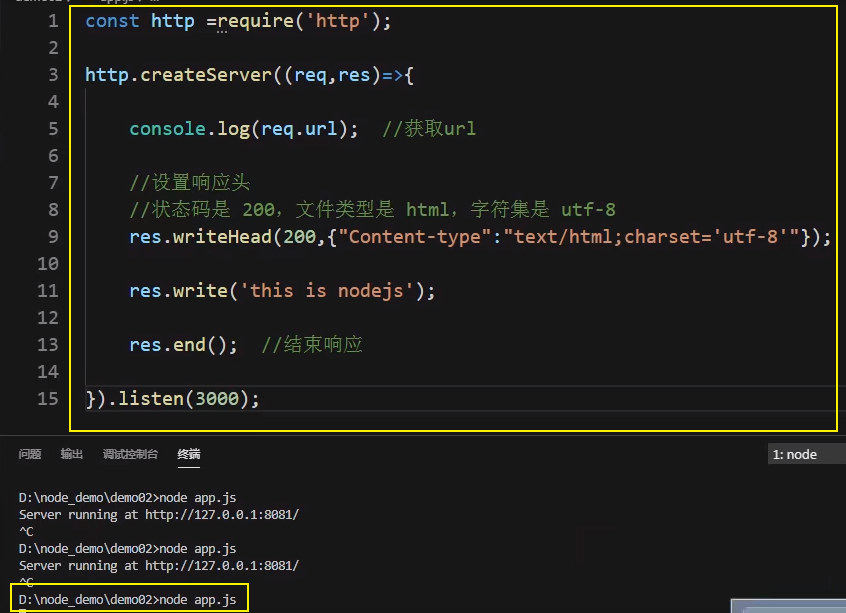 1 const http =require('http');
2
3 http.createServer((req,res)=>{
4
5 console.log(req.url);  //获取url
6
7 //设置响应头
8 //状态码是 200，文件类型是 html，字符集是 utf-8
9 res.writeHead(200,{"Content-type":"text/html;charset='utf-8'"});
10
11 res.write('this is nodejs');
12
13 res.end();  //结束响应
14
15 }).listen(3000);
问题 输出 调试控制台 终端 1: node
D:\node_demo\demo02>node app.js
Server running at http://127.0.0.1:8081/
^C
D:\node_demo\demo02>node app.js
Server running at http://127.0.0.1:8081/
^C
D:\node_demo\demo02>node app.js